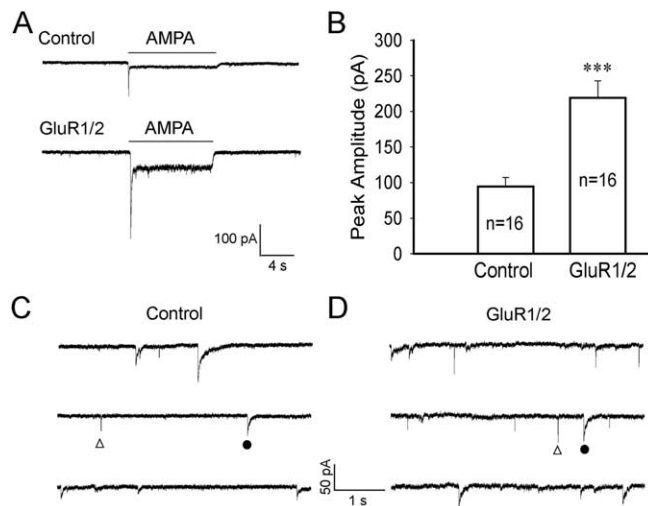 A
Control
AMPA
GluR1/2
AMPA
100 pA
4 s
B
Peak Amplitude (pA)
300
250
200
150
100
50
0
***
n=16
n=16
Control
GluR1/2
C
Control
D
GluR1/2
50 pA
1 s